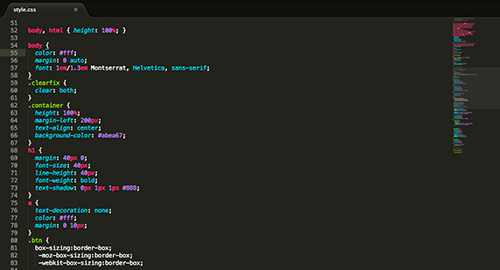 style.css ×
51
52 body, html { height: 100%; }
53
54 body {
55 color: #fff;
56 margin: 0 auto;
57 font: 1em/1.3em Montserrat, Helvetica, sans-serif;
58 }
59 .clearfix {
60 clear: both;
61 }
62 .container {
63 height: 100%;
64 margin-left: 200px;
65 text-align: center;
66 background-color: #abea67;
67 }
68 h1 {
69 margin: 40px 0;
70 font-size: 40px;
71 line-height: 40px;
72 font-weight: bold;
73 text-shadow: 0px 1px 1px #888;
74 }
75 a {
76 text-decoration: none;
77 color: #fff;
78 margin: 0 10px;
79 }
80 .btn {
81 box-sizing:border-box;
82 -moz-box-sizing:border-box;
83 -webkit-box-sizing:border-box;